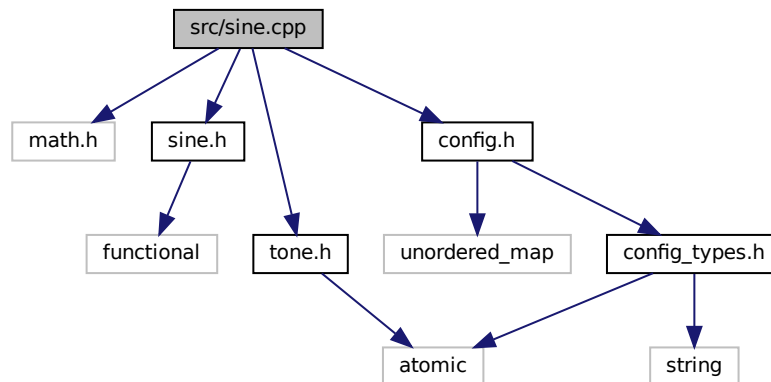 src/sine.cpp
math.h
sine.h
config.h
functional
tone.h
unordered_map
config_types.h
atomic
string